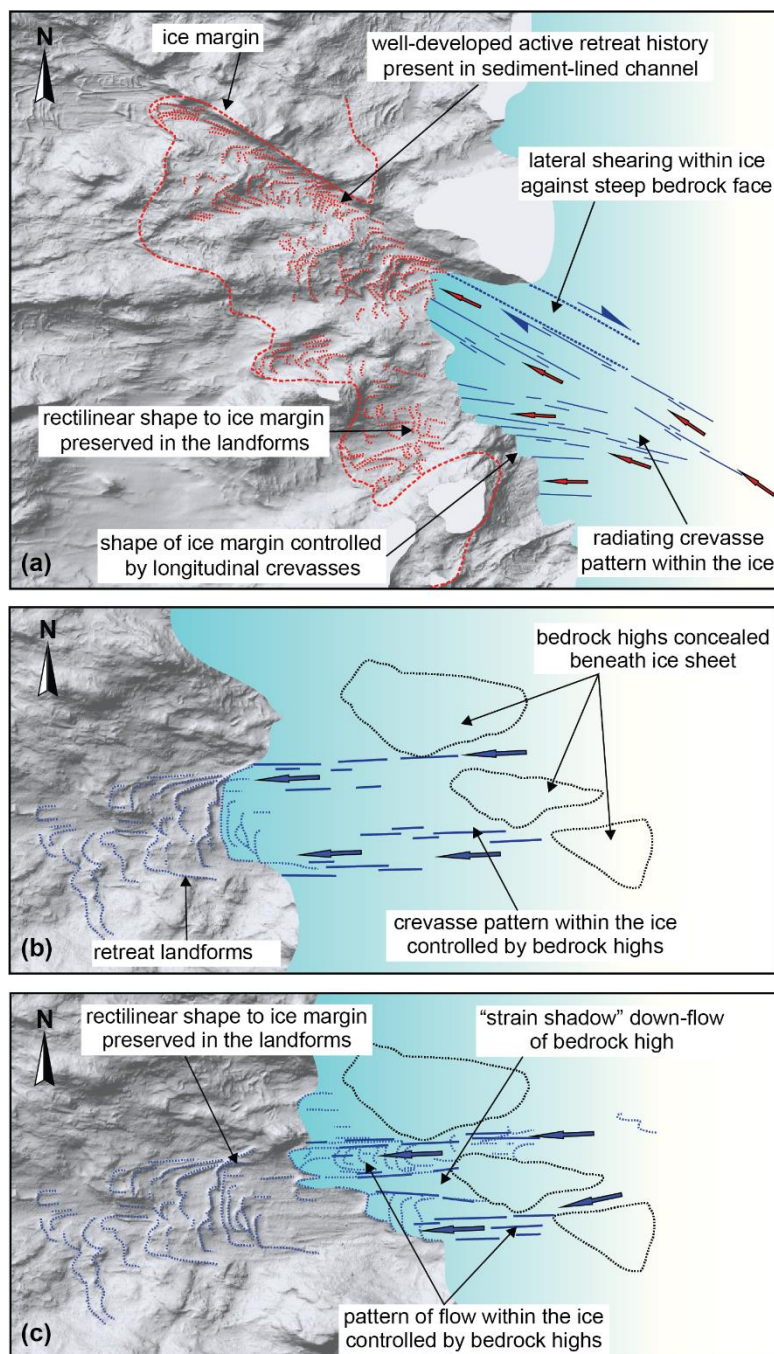 N
ice margin
well-developed active retreat history
present in sediment-lined channel
lateral shearing within ice
against steep bedrock face
rectilinear shape to ice margin
preserved in the landforms
shape of ice margin controlled
by longitudinal crevasses
radiating crevasse
pattern within the ice
(a)
N
bedrock highs concealed
beneath ice sheet
crevasse pattern within the ice
controlled by bedrock highs
retreat landforms
(b)
N
rectilinear shape to ice margin
preserved in the landforms
“strain shadow” down-flow
of bedrock high
pattern of flow within the ice
controlled by bedrock highs
(c)